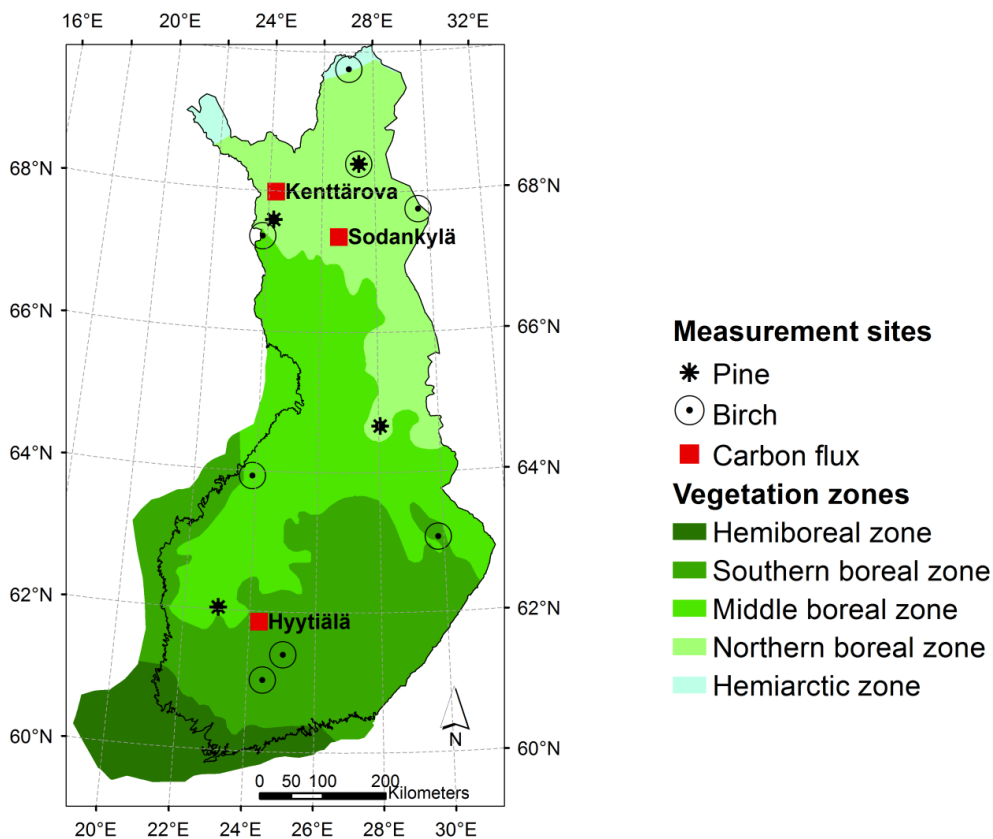 16°E 20°E 24°E 28°E 32°E
68°N 68°N
Kenttärova
Sodankylä
66°N 66°N
64°N 64°N
62°N 62°N
Hyytiälä
60°N 60°N
N
0 50 100 200
Kilometers
20°E 22°E 24°E 26°E 28°E 30°E
Measurement sites
Pine
Birch
Carbon flux
Vegetation zones
Hemiboreal zone
Southern boreal zone
Middle boreal zone
Northern boreal zone
Hemiarctic zone